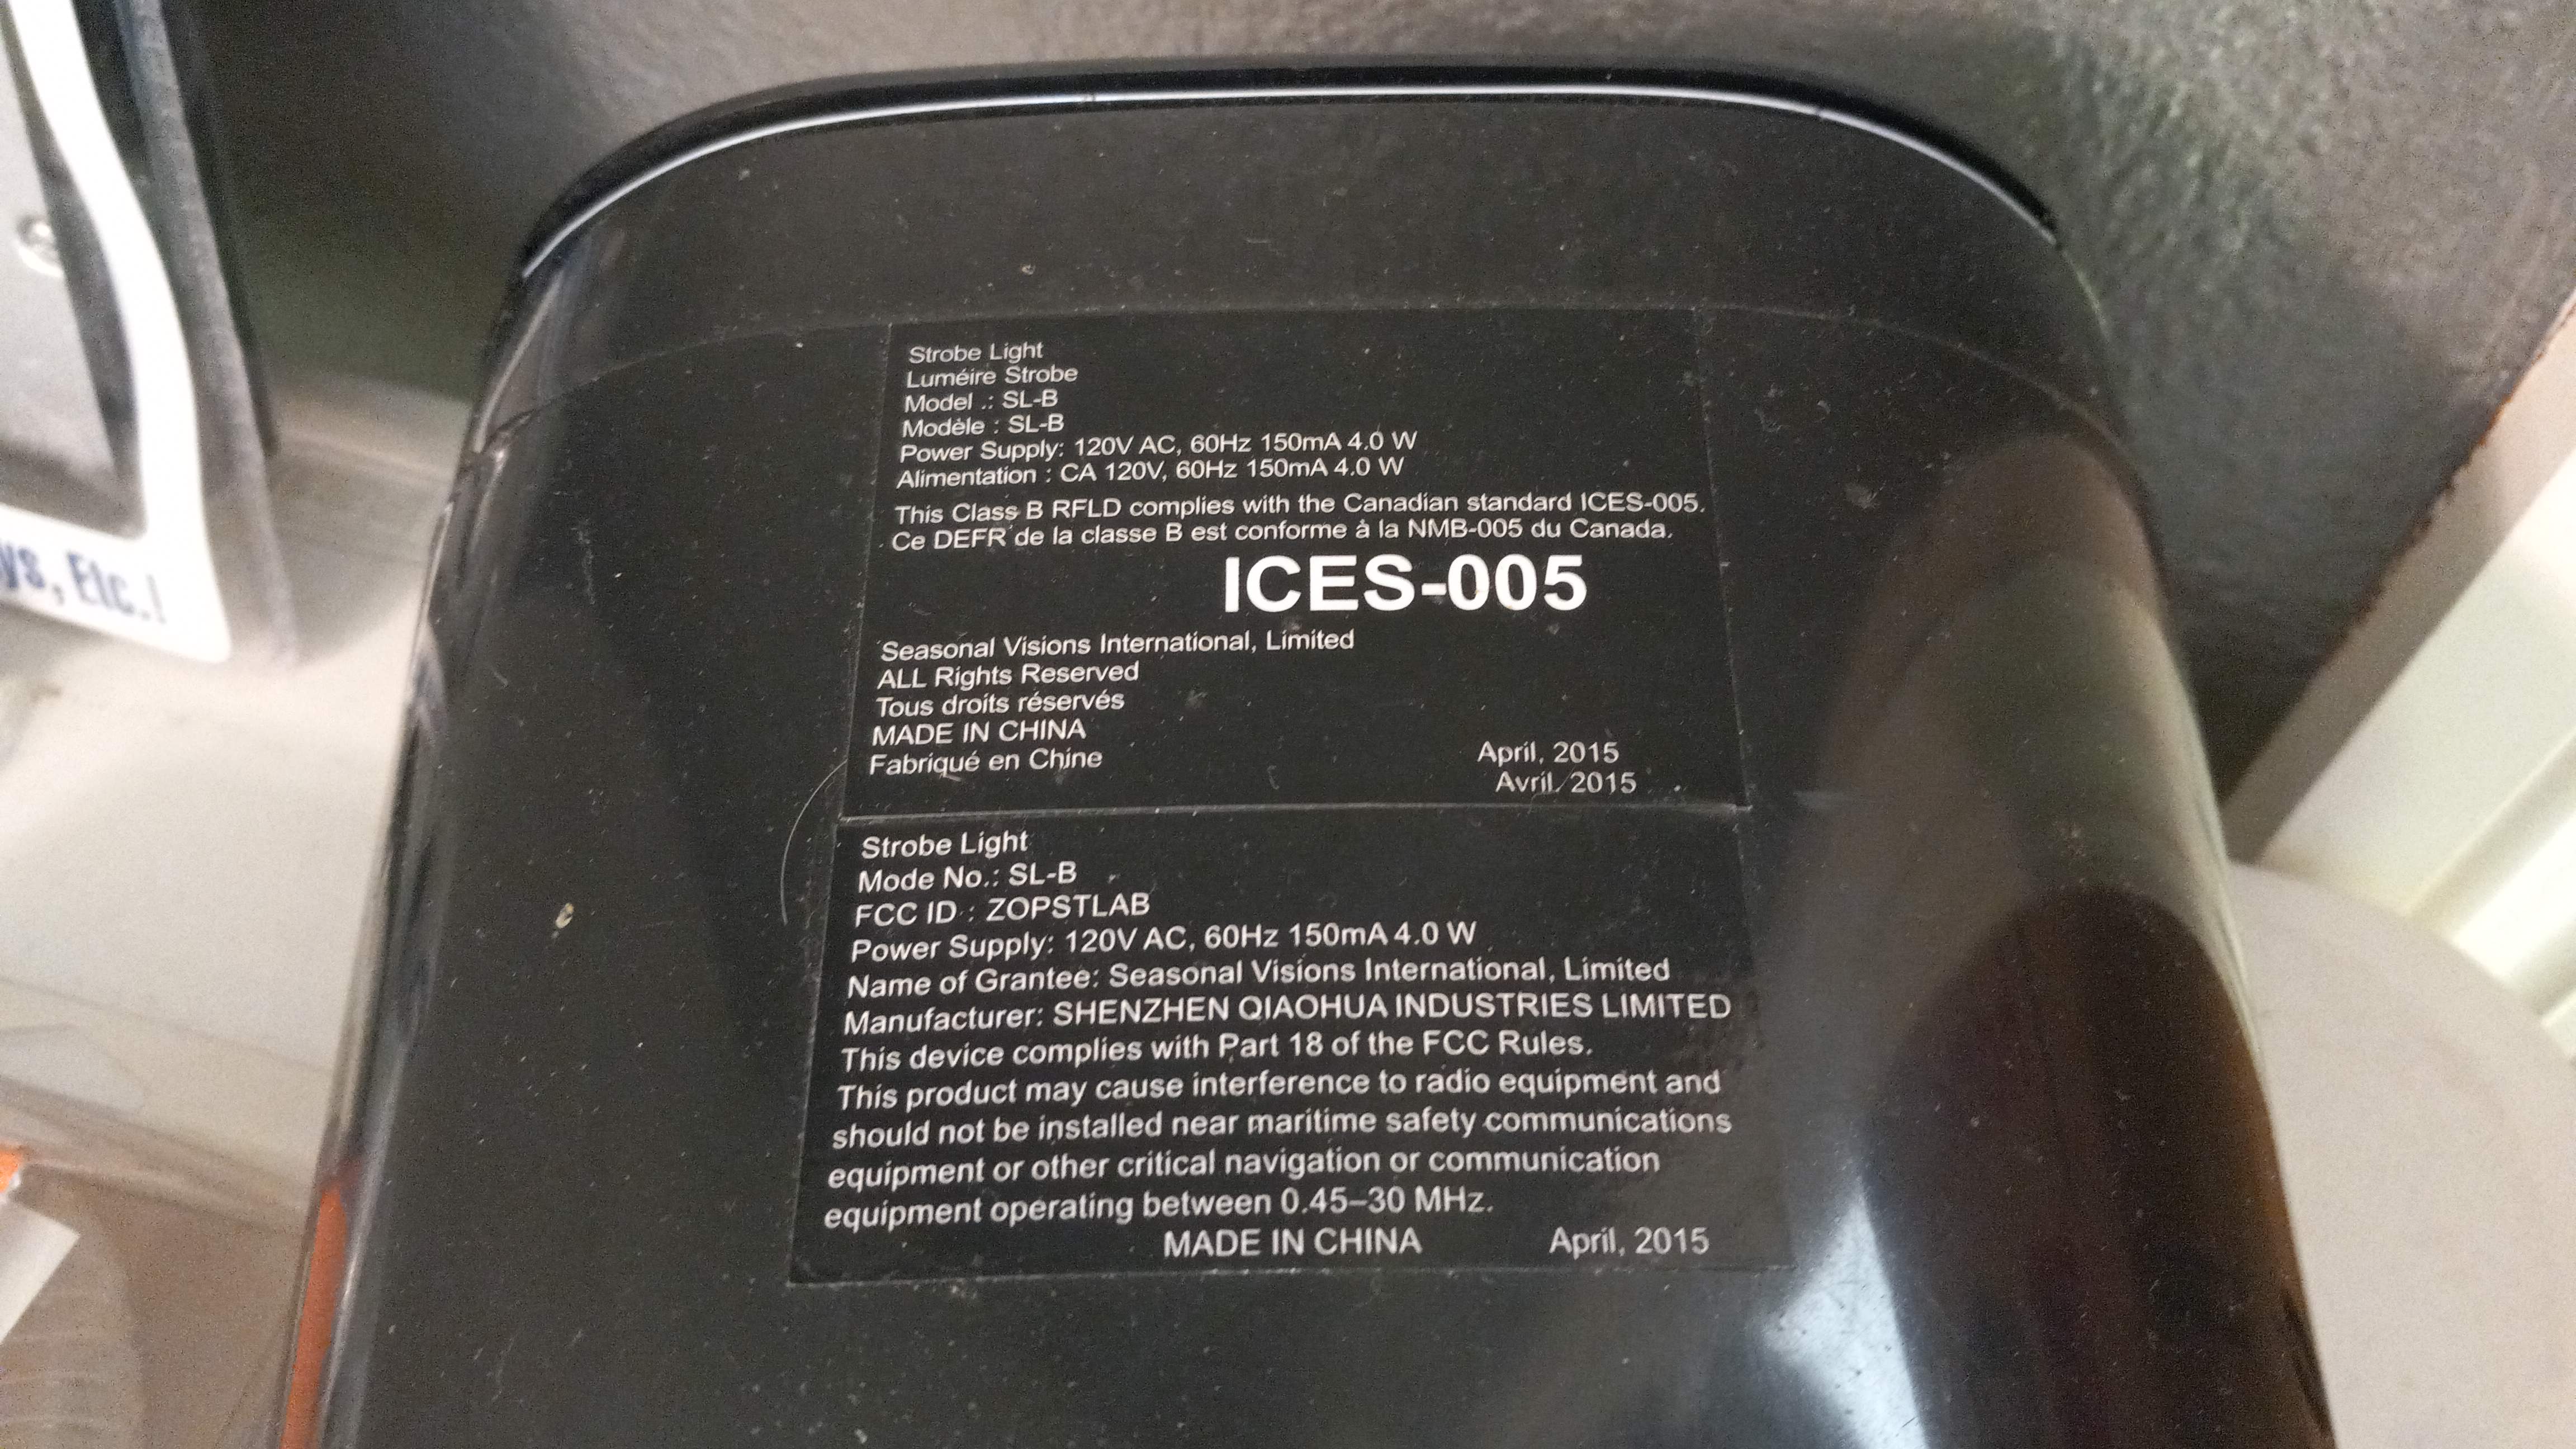 ys, Etc.!
Strobe Light
Luméire Strobe
Model .: SL-B
Modèle : SL-B
Power Supply: 120V AC, 60Hz 150mA 4.0 W
Alimentation : CA 120V, 60Hz 150mA 4.0 W
This Class B RFLD complies with the Canadian standard ICES-005.
Ce DEFR de la classe B est conforme à la NMB-005 du Canada.
ICES-005
Seasonal Visions International, Limited
ALL Rights Reserved
Tous droits réservés
MADE IN CHINA
Fabriqué en Chine
April, 2015
Avril, 2015
Strobe Light
Mode No.: SL-B
FCC ID : ZOPSTLAB
Power Supply: 120V AC, 60Hz 150mA 4.0 W
Name of Grantee: Seasonal Visions International, Limited
Manufacturer: SHENZHEN QIAOHUA INDUSTRIES LIMITED
This device complies with Part 18 of the FCC Rules.
This product may cause interference to radio equipment and
should not be installed near maritime safety communications
equipment or other critical navigation or communication
equipment operating between 0.45–30 MHz.
MADE IN CHINA April, 2015